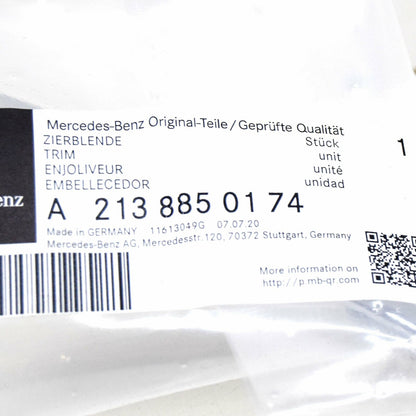 Mercedes-Benz Original-Teile/Geprüfte Qualität
ZIERBLENDE Stück 1
TRIM unit
ENJOLIVEUR unité
EMBELLECEDOR unidad
enz
A 213 885 01 74
Made in GERMANY 11613049G 07.07.20
Mercedes-Benz AG, Mercedesstr.120, 70372 Stuttgart, Germany
More information on
http://p.mb-qr.com